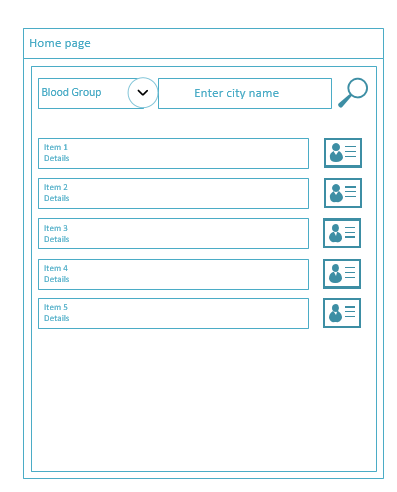 Home page
Blood Group
Enter city name
Item 1
Details
Item 2
Details
Item 3
Details
Item 4
Details
Item 5
Details